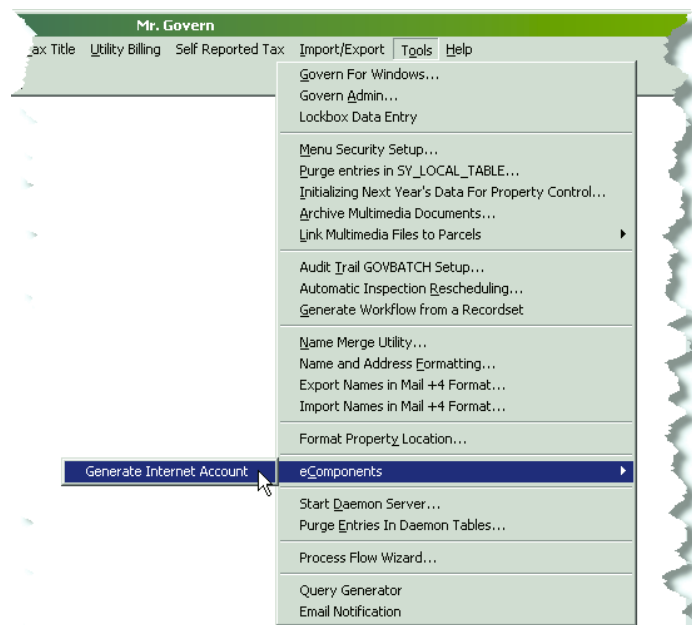 Mr. Govern
ax Title Utility Billing Self Reported Tax Import/Export Tools Help
Govern For Windows...
Govern Admin...
Lockbox Data Entry
Menu Security Setup...
Purge entries in SY_LOCAL_TABLE...
Initializing Next Year's Data For Property Control...
Archive Multimedia Documents...
Link Multimedia Files to Parcels
Audit Trail GOVBATCH Setup...
Automatic Inspection Rescheduling...
Generate Workflow from a Recordset
Name Merge Utility...
Name and Address Formatting...
Export Names in Mail +4 Format...
Import Names in Mail +4 Format...
Format Property Location...
Generate Internet Account eComponents
Start Daemon Server...
Purge Entries In Daemon Tables...
Process Flow Wizard...
Query Generator
Email Notification